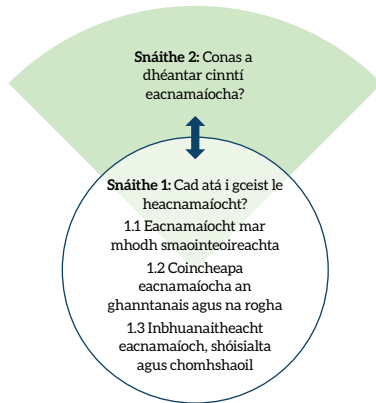 Snáithe 2: Conas a
dhéantar cinntí
eacnamaíocha?
Snáithe 1: Cad atá i gceist le
heacnamaíocht?
1.1 Eacnamaíocht mar
mhodh smaointeoireachta
1.2 Coincheapa
eacnamaíocha an
ghanntanais agus na rogha
1.3 Inbhuanaitheacht
eacnamaíoch, shóisialta
agus chomhshaoil